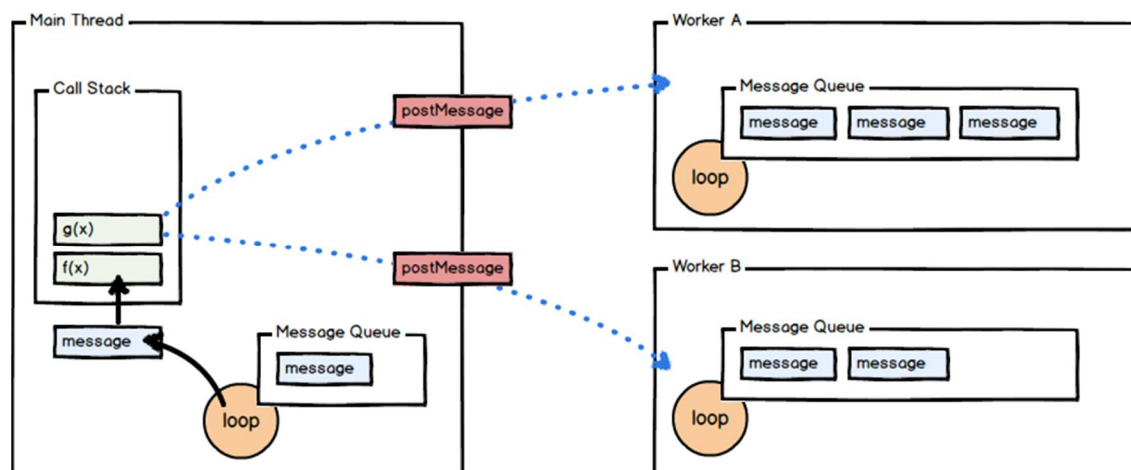 Main Thread
Call Stack
g(x)
f(x)
message
loop
Message Queue
message
postMessage
postMessage
Worker A
Message Queue
message message message
loop
Worker B
Message Queue
message message
loop